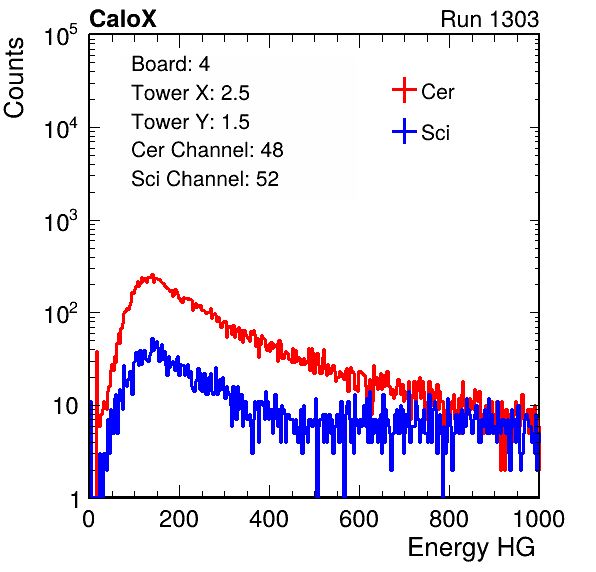 CaloX Run 1303
Counts
10^5
10^4
10^3
10^2
10
1
Board: 4
Tower X: 2.5
Tower Y: 1.5
Cer Channel: 48
Sci Channel: 52
Cer
Sci
0 200 400 600 800 1000
Energy HG